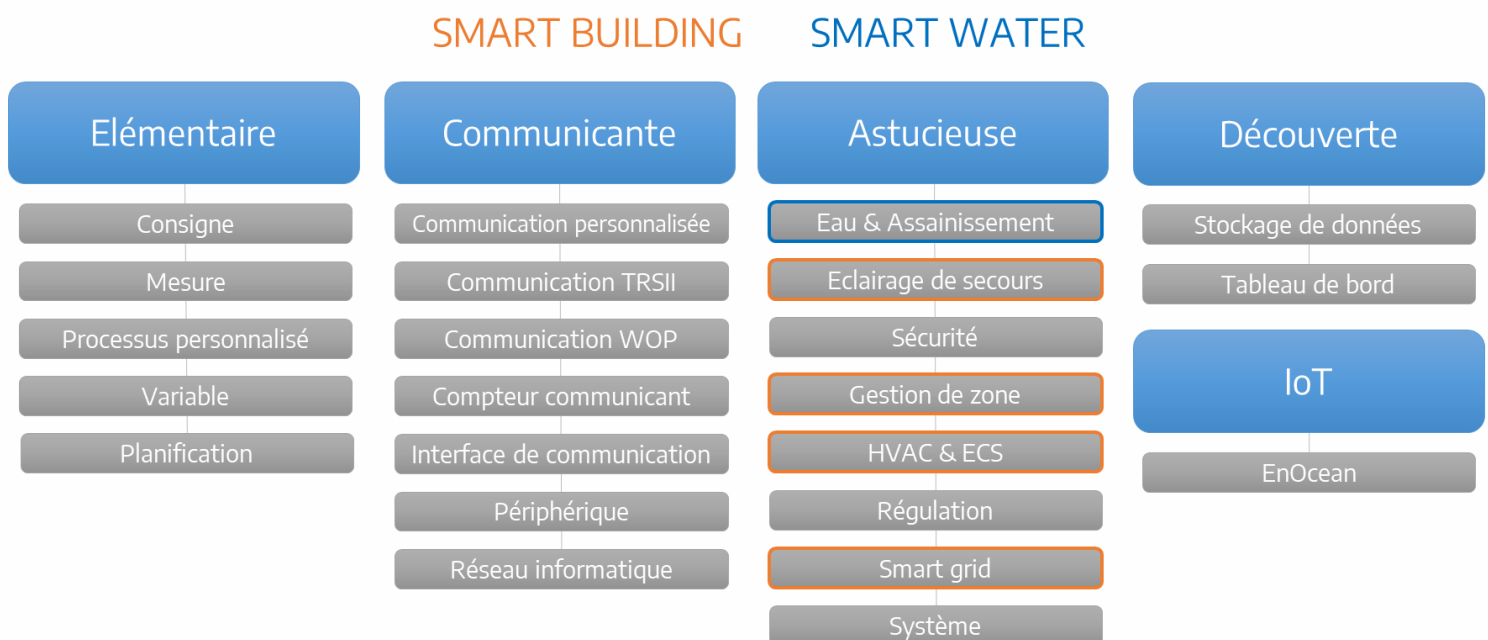 SMART BUILDING SMART WATER
Elémentaire
Consigne
Mesure
Processus personnalisé
Variable
Planification
Communicante
Communication personnalisée
Communication TRSII
Communication WOP
Compteur communicant
Interface de communication
Périphérique
Réseau informatique
Astucieuse
Eau & Assainissement
Eclairage de secours
Sécurité
Gestion de zone
HVAC & ECS
Régulation
Smart grid
Système
Découverte
Stockage de données
Tableau de bord
IoT
EnOcean